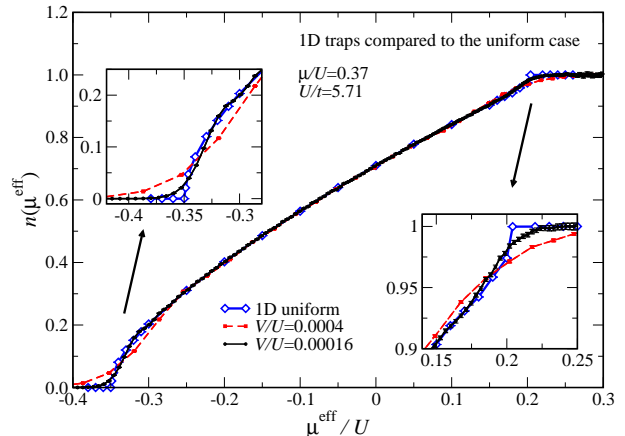 1D traps compared to the uniform case
μ/U=0.37
U/t=5.71
n(μ^eff)
1.0
0.8
0.6
0.4
0.2
0.0
0.2
0.1
0
-0.4 -0.35 -0.3
1
0.95
0.9
0.15 0.2 0.25
1D uniform
V/U=0.0004
V/U=0.00016
-0.4 -0.3 -0.2 -0.1 0 0.1 0.2 0.3
μ^eff / U